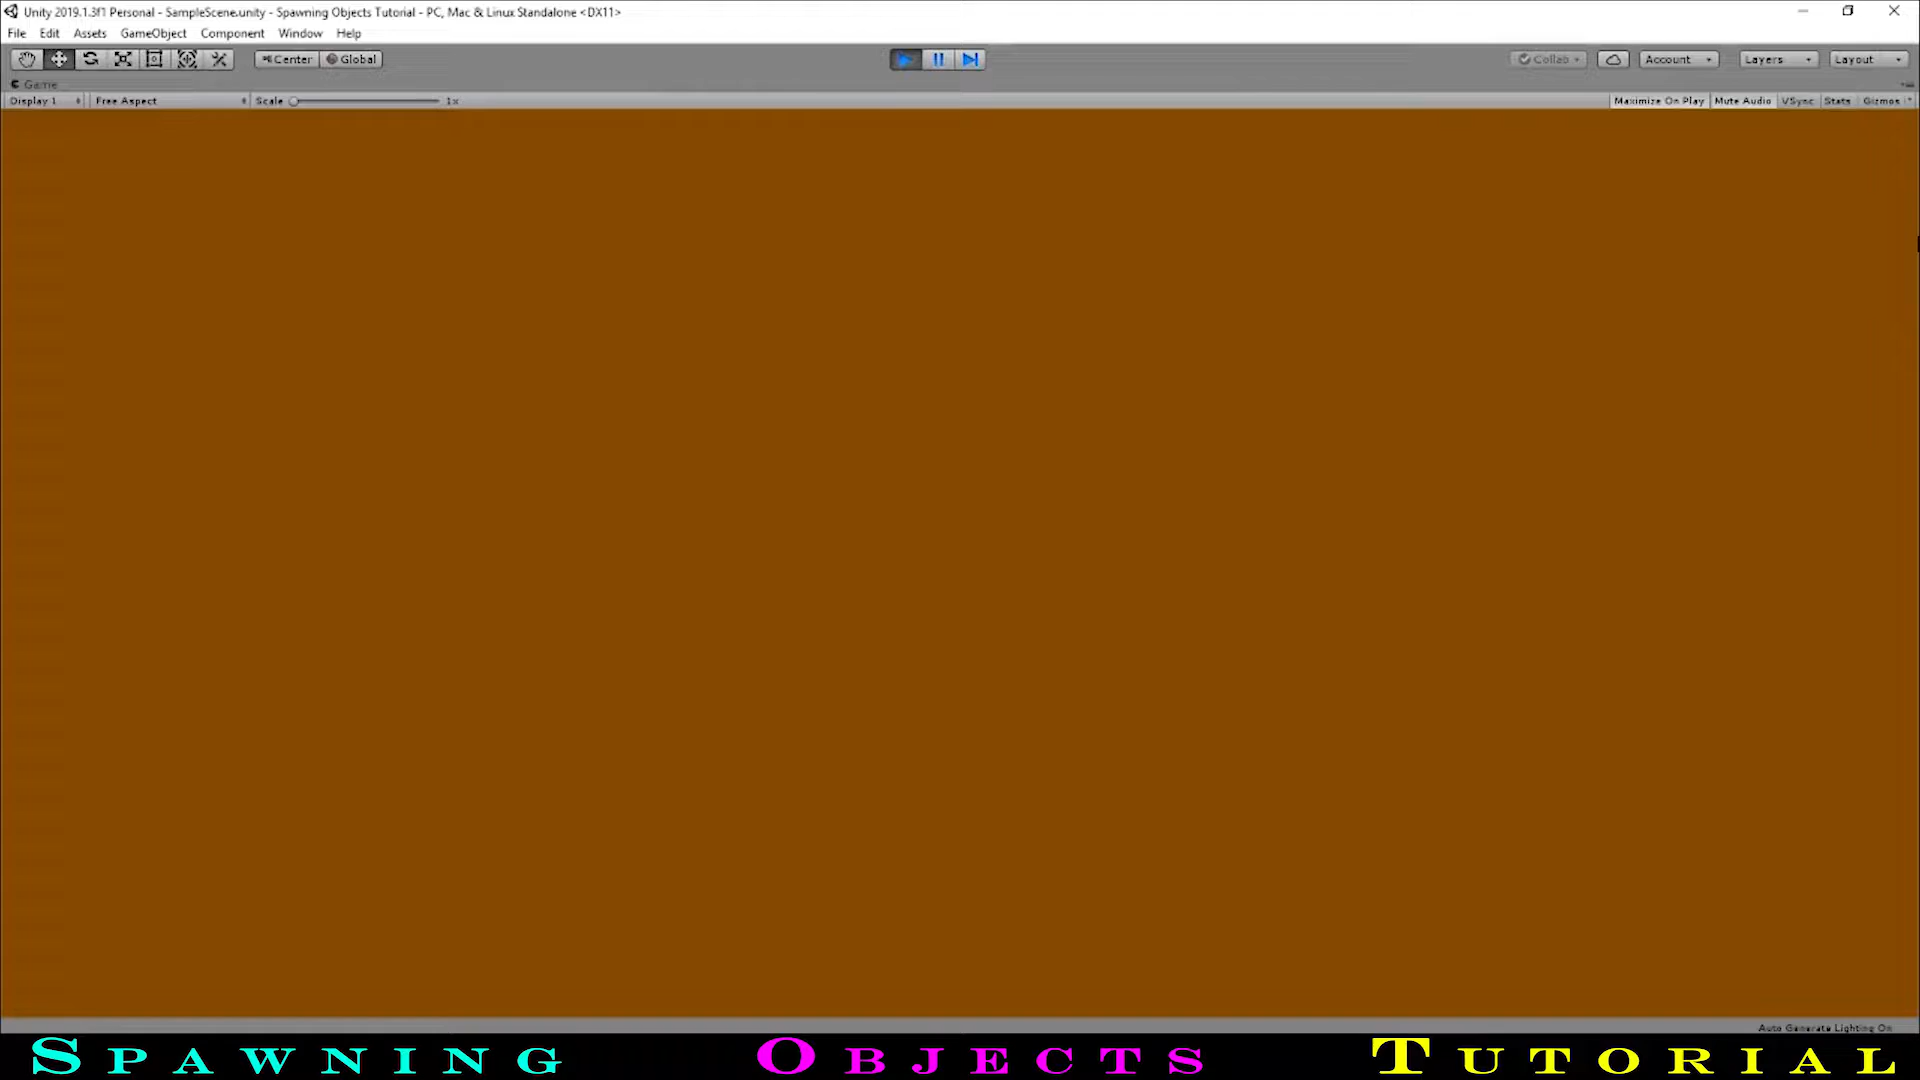 Unity 2019.1.3f1 Personal - SampleScene.unity - Spawning Objects Tutorial - PC, Mac & Linux Standalone <DX11>
File Edit Assets GameObject Component Window Help
Center Global Collab Account Layers Layout
Game
Display 1 Free Aspect Scale 1x Maximize On Play Mute Audio VSync Stats Gizmos
Auto Generate Lighting On
SPAWNING OBJECTS TUTORIAL